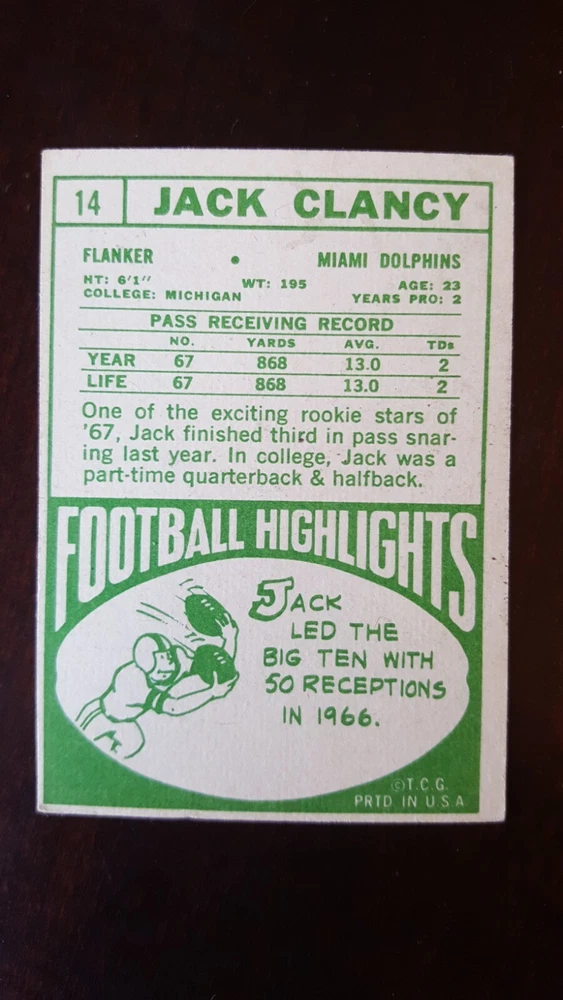 14 JACK CLANCY
FLANKER • MIAMI DOLPHINS
HT: 6'1" WT: 195 AGE: 23
COLLEGE: MICHIGAN YEARS PRO: 2
PASS RECEIVING RECORD
NO. YARDS AVG. TDs
YEAR 67 868 13.0 2
LIFE 67 868 13.0 2
One of the exciting rookie stars of
'67, Jack finished third in pass snar-
ing last year. In college, Jack was a
part-time quarterback & halfback.
FOOTBALL HIGHLIGHTS
JACK
LED THE
BIG TEN WITH
50 RECEPTIONS
IN 1966.
©T.C.G.
PRTD IN U S A